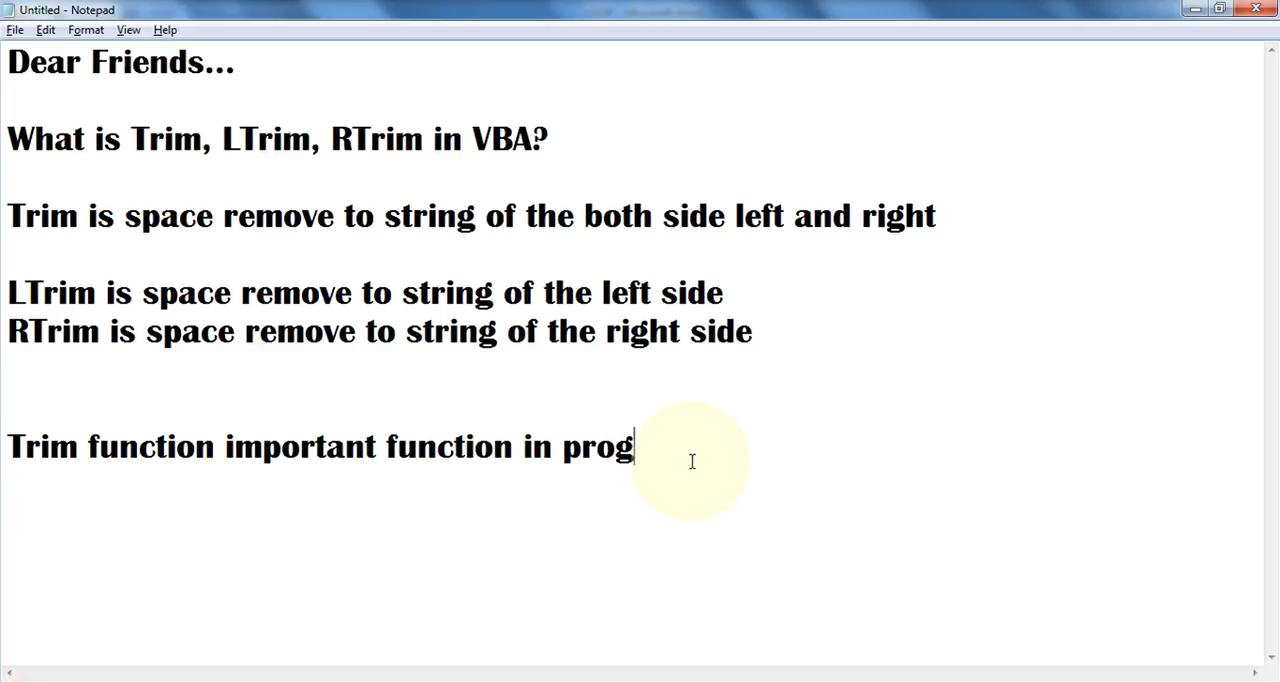 Untitled - Notepad
File Edit Format View Help
Dear Friends...
What is Trim, LTrim, RTrim in VBA?
Trim is space remove to string of the both side left and right
LTrim is space remove to string of the left side
RTrim is space remove to string of the right side
Trim function important function in prog